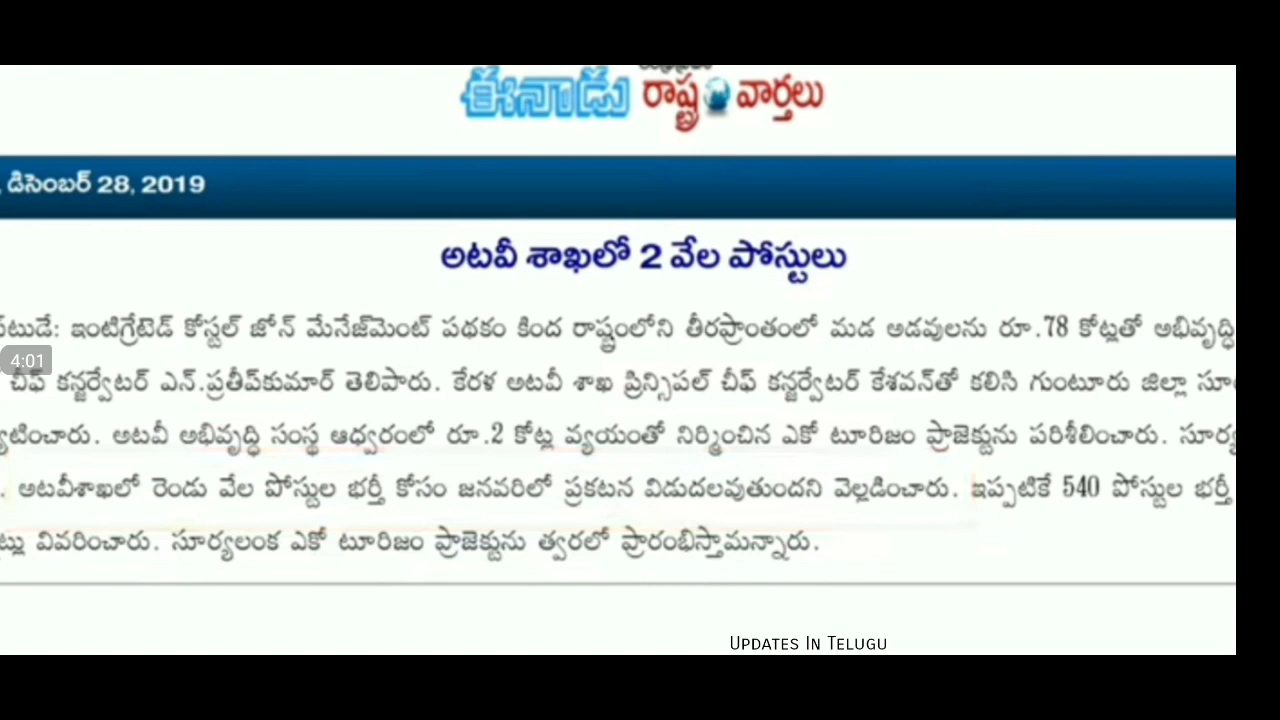 ఈనాడు రాష్ట్ర వార్తలు
డిసెంబర్ 28, 2019
అటవీ శాఖలో 2 వేల పోస్టులు
ఇంటిగ్రేటెడ్ కోస్టల్ జోన్ మేనేజ్‌మెంట్ పథకం కింద రాష్ట్రంలోని తీరప్రాంతంలో మడ అడవులను రూ.78 కోట్లతో అభివృద్ధి
4:01
చీఫ్ కన్జర్వేటర్ ఎన్.ప్రతీప్‌కుమార్ తెలిపారు. కేరళ అటవీ శాఖ ప్రిన్సిపల్ చీఫ్ కన్జర్వేటర్ కేశవన్‌తో కలిసి గుంటూరు జిల్లా
అటవీ అభివృద్ధి సంస్థ ఆధ్వరంలో రూ.2 కోట్ల వ్యయంతో నిర్మించిన ఎకో టూరిజం ప్రాజెక్టును పరిశీలించారు.
అటవీశాఖలో రెండు వేల పోస్టుల భర్తీ కోసం జనవరిలో ప్రకటన విడుదలవుతుందని వెల్లడించారు. ఇప్పటికే 540 పోస్టుల భర్తీ
వివరించారు. సూర్యలంక ఎకో టూరిజం ప్రాజెక్టును త్వరలో ప్రారంభిస్తామన్నారు.
Updates In Telugu